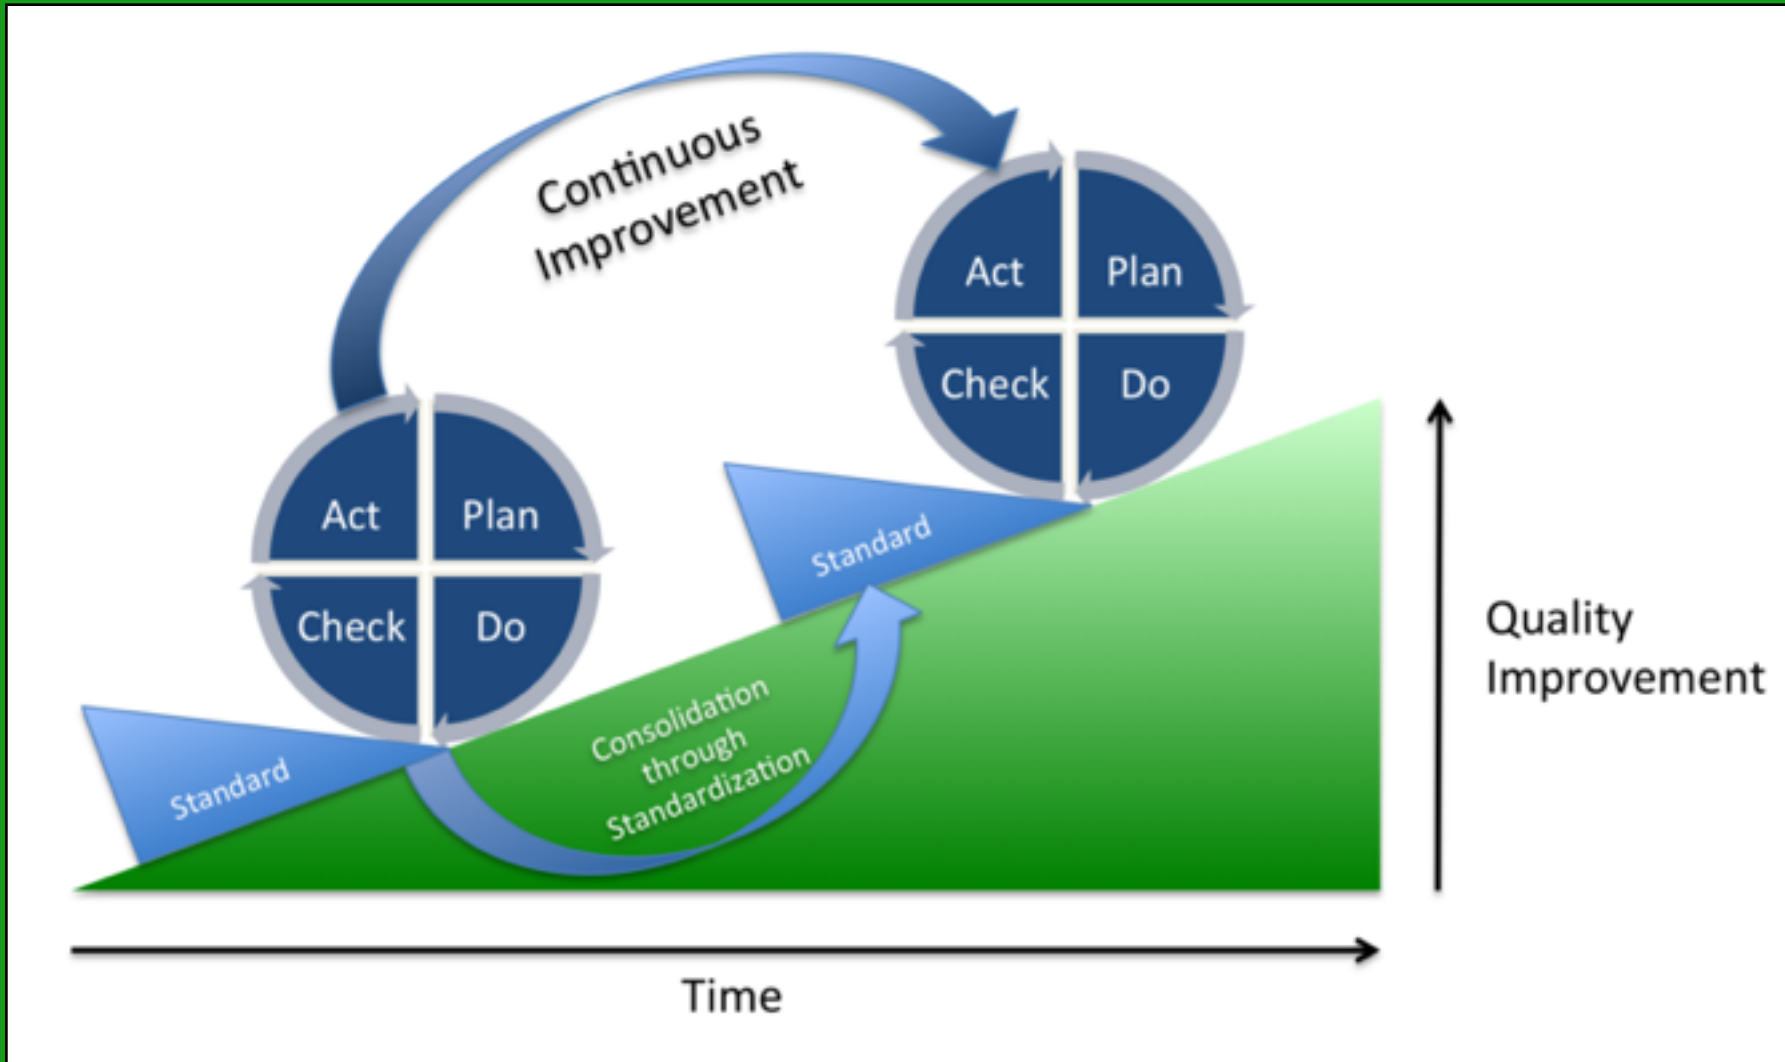 Continuous
Improvement
Act
Plan
Check
Do
Act
Plan
Check
Do
Standard
Standard
Consolidation
through
Standardization
Quality
Improvement
Time